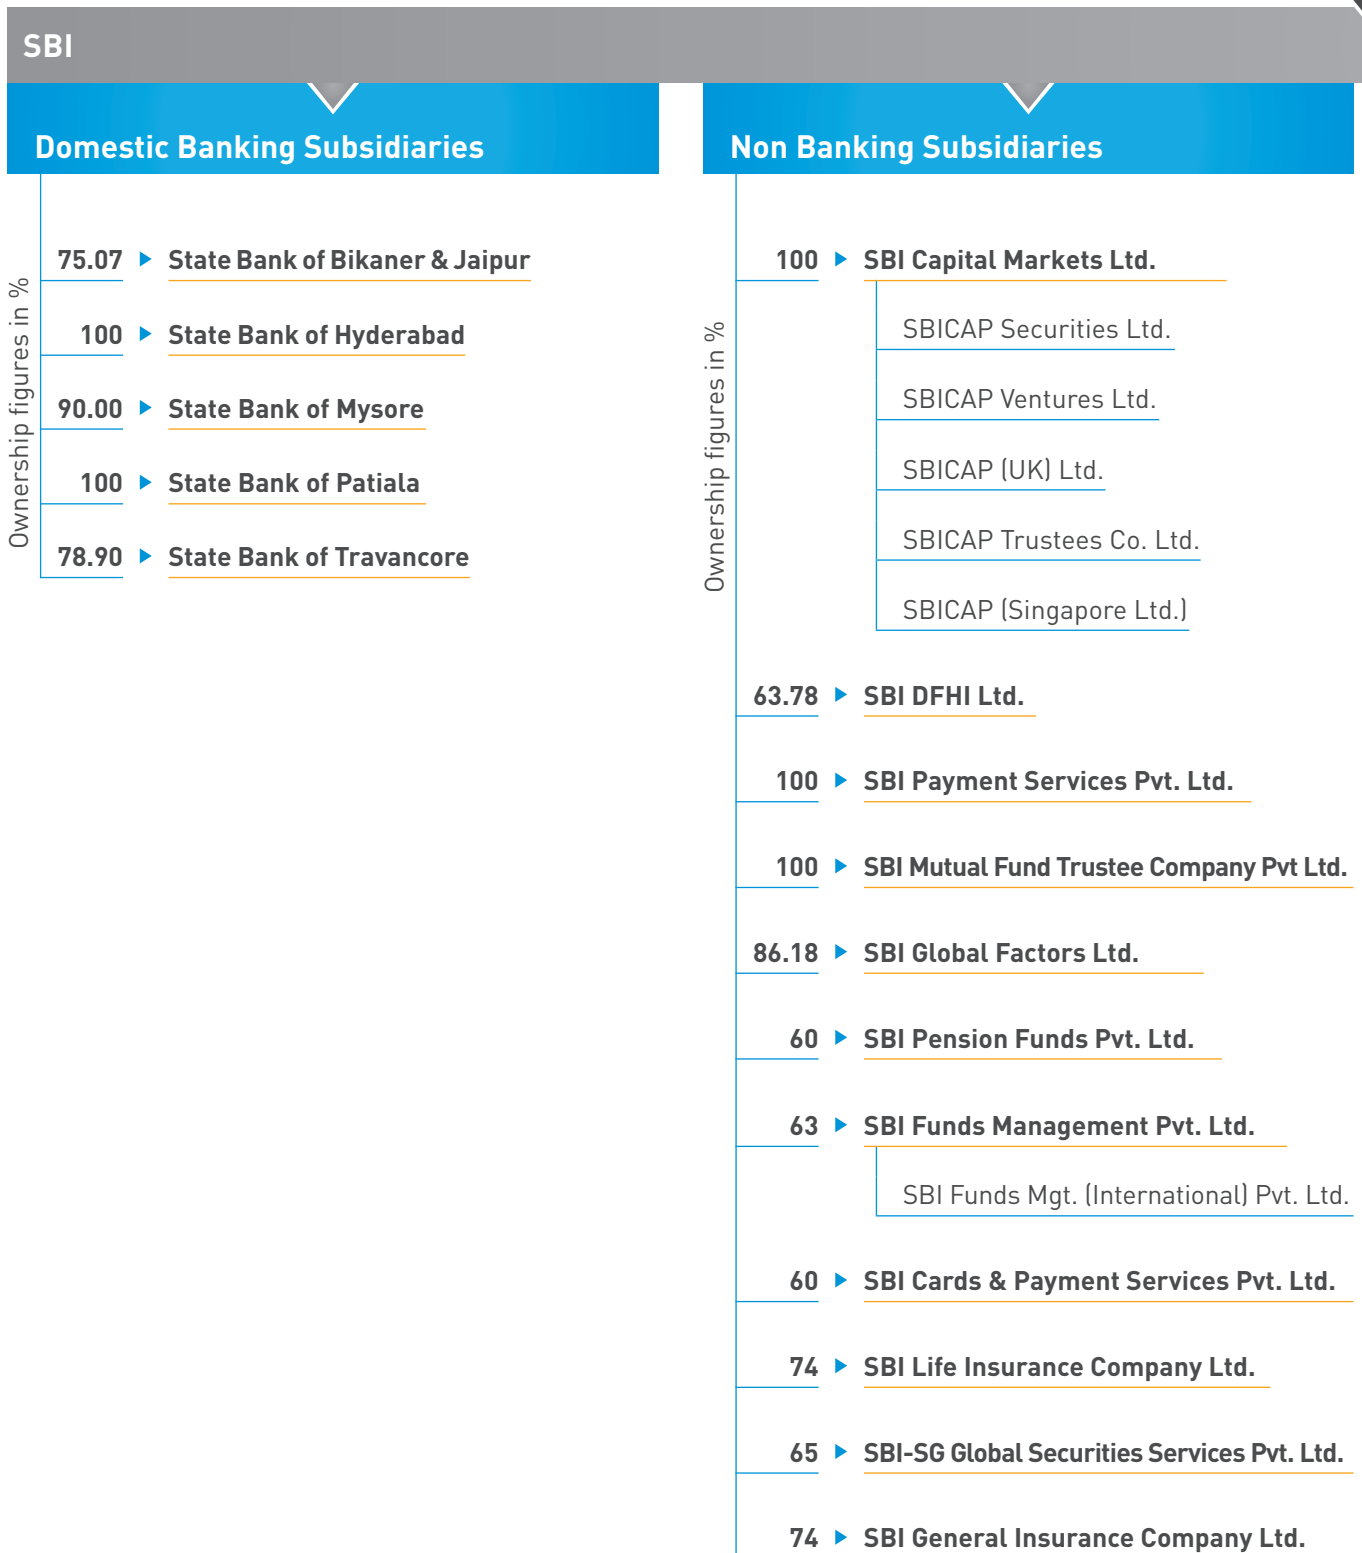 SBI
Domestic Banking Subsidiaries
Ownership figures in %
75.07 State Bank of Bikaner & Jaipur
100 State Bank of Hyderabad
90.00 State Bank of Mysore
100 State Bank of Patiala
78.90 State Bank of Travancore
Non Banking Subsidiaries
Ownership figures in %
100 SBI Capital Markets Ltd.
SBICAP Securities Ltd.
SBICAP Ventures Ltd.
SBICAP (UK) Ltd.
SBICAP Trustees Co. Ltd.
SBICAP (Singapore Ltd.)
63.78 SBI DFHI Ltd.
100 SBI Payment Services Pvt. Ltd.
100 SBI Mutual Fund Trustee Company Pvt Ltd.
86.18 SBI Global Factors Ltd.
60 SBI Pension Funds Pvt. Ltd.
63 SBI Funds Management Pvt. Ltd.
SBI Funds Mgt. (International) Pvt. Ltd.
60 SBI Cards & Payment Services Pvt. Ltd.
74 SBI Life Insurance Company Ltd.
65 SBI-SG Global Securities Services Pvt. Ltd.
74 SBI General Insurance Company Ltd.